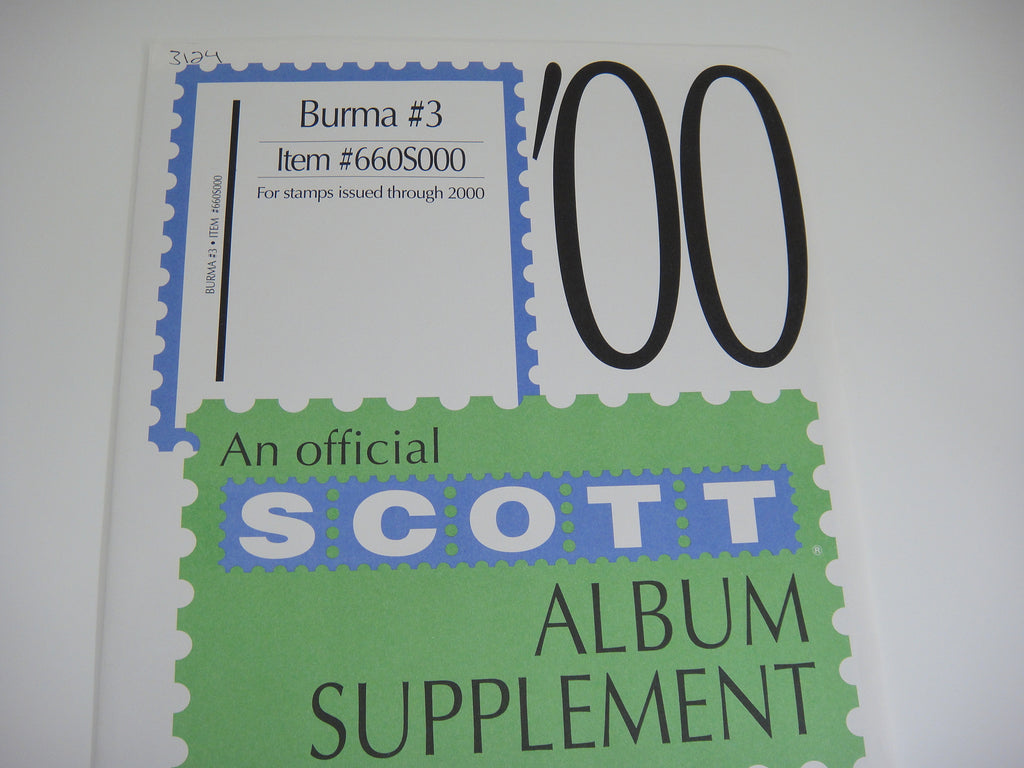 3124
Burma #3
Item #660S000
For stamps issued through 2000
BURMA #3 • ITEM #660S000
'00
An official
SCOTT®
ALBUM
SUPPLEMENT